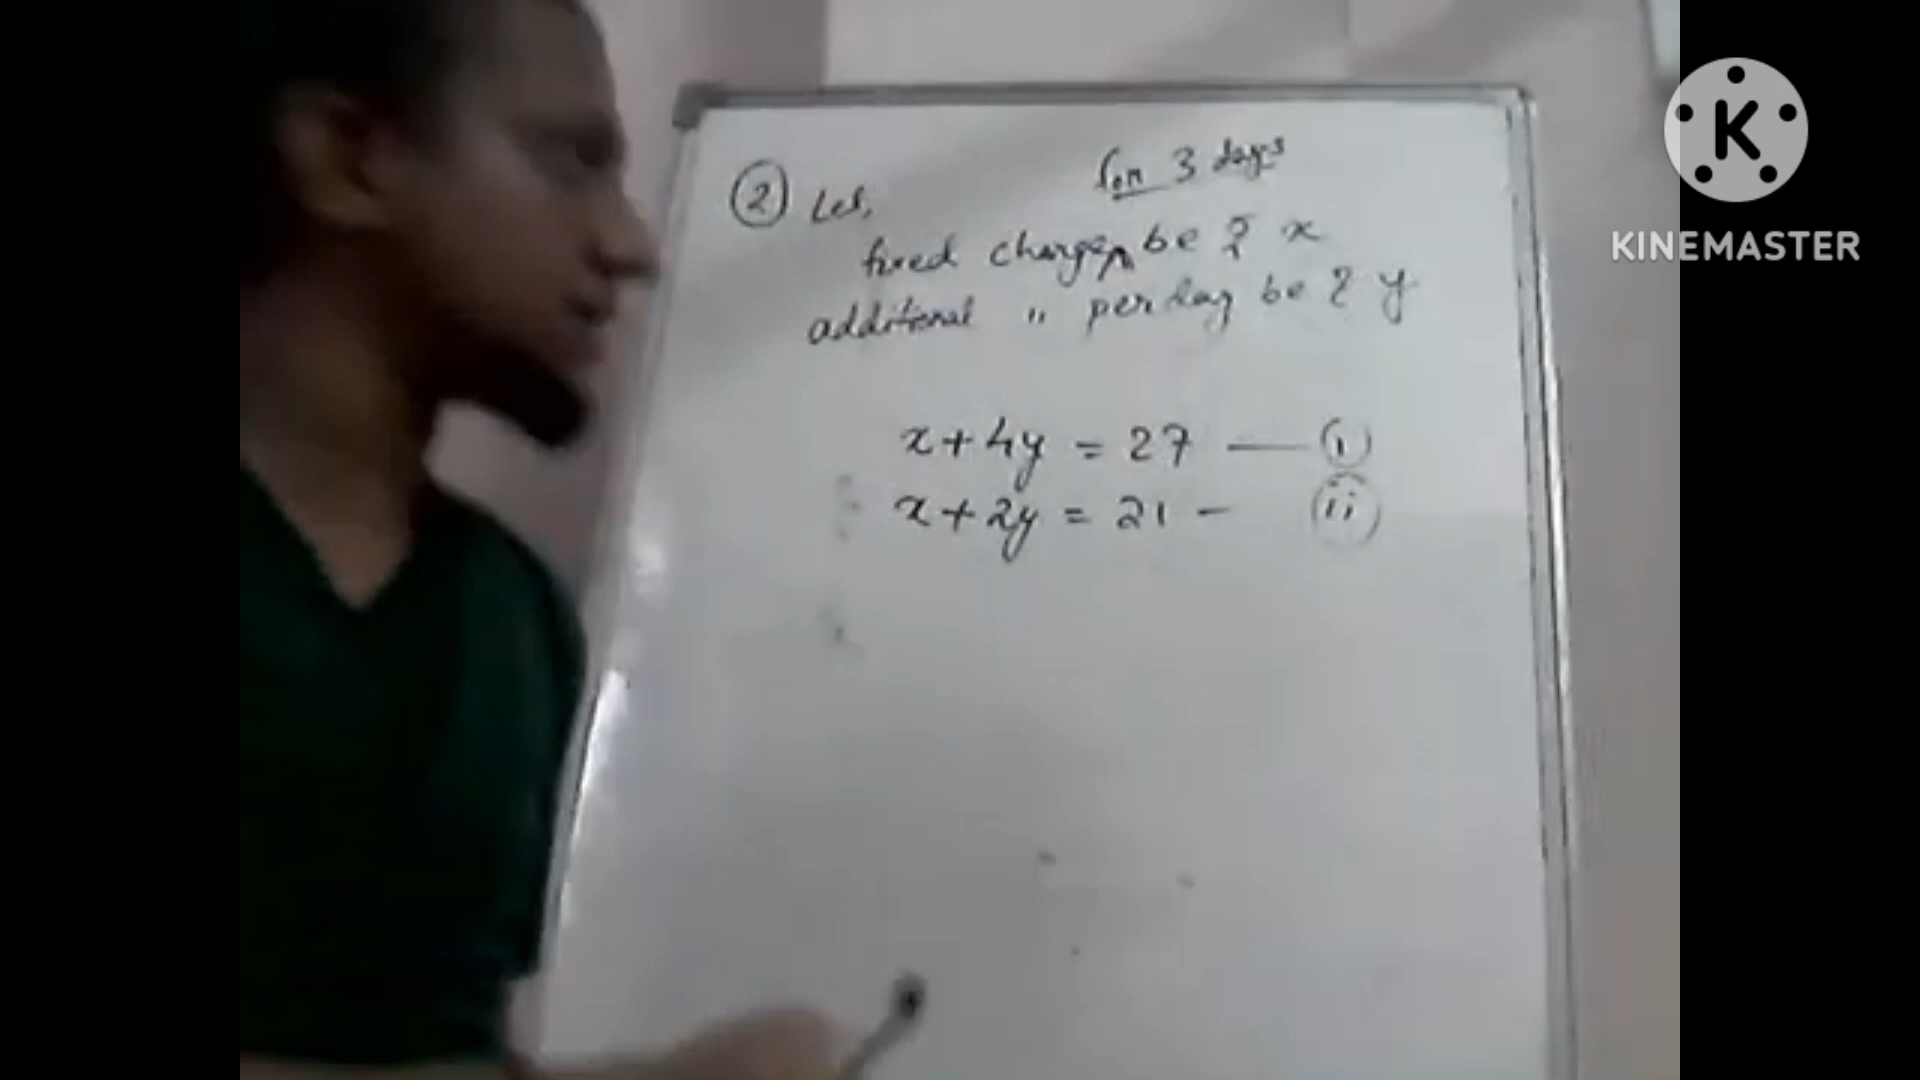 for 3 days
② Let,
fixed charge be ₹ x
additional " per day be ₹ y
x + 4y = 27 — (i)
x + 2y = 21 - (ii)
K
KINEMASTER